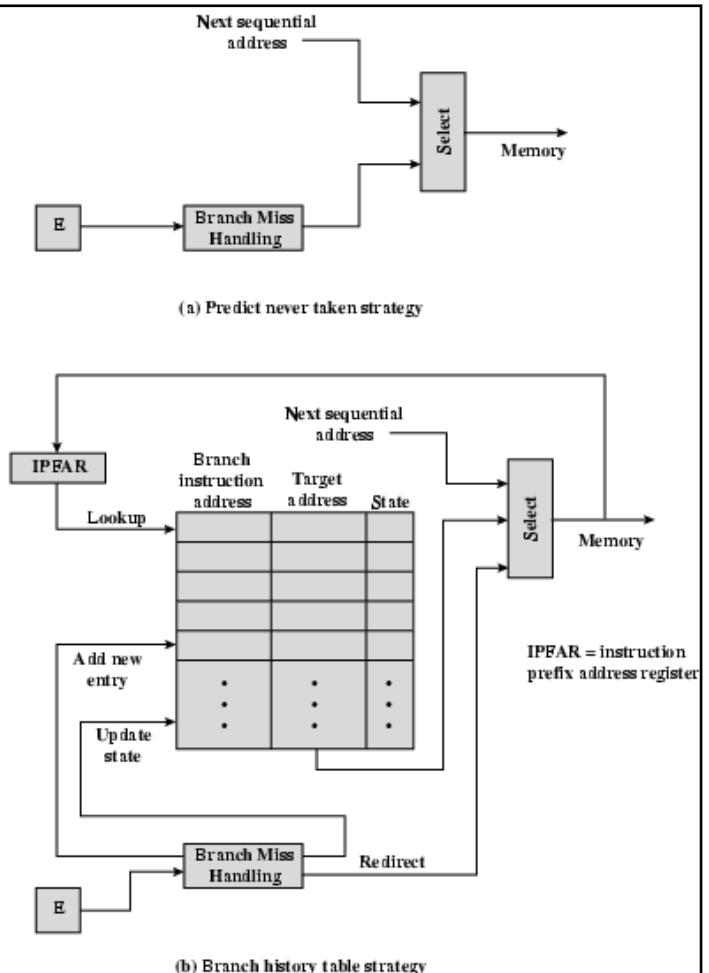 Next sequential
address
Select
Memory
E
Branch Miss
Handling
(a) Predict never taken strategy
Next sequential
address
IPFAR
Branch
instruction
address
Target
address
State
Lookup
Select
Memory
Add new
entry
IPFAR = instruction
prefix address register
Update
state
Branch Miss
Handling
Redirect
E
(b) Branch history table strategy